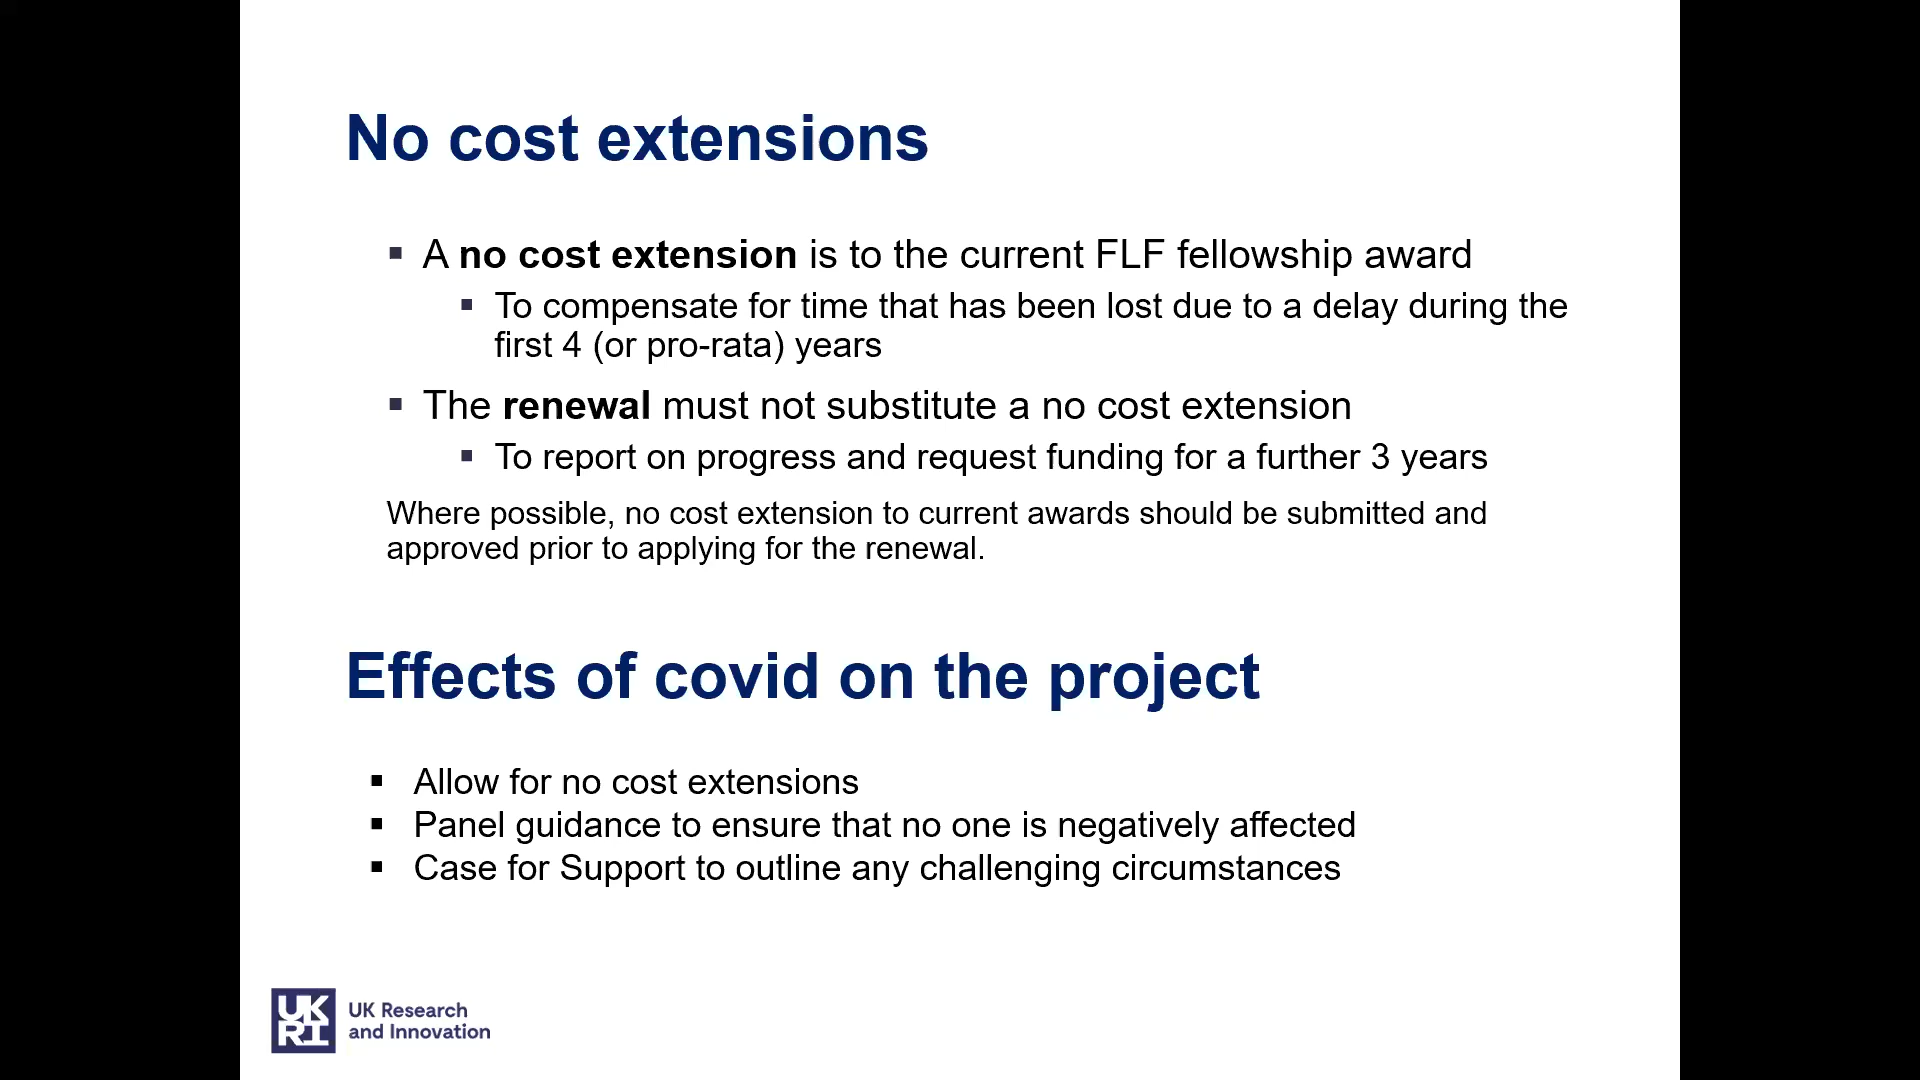 No cost extensions
▪ A no cost extension is to the current FLF fellowship award
▪ To compensate for time that has been lost due to a delay during the
first 4 (or pro-rata) years
▪ The renewal must not substitute a no cost extension
▪ To report on progress and request funding for a further 3 years
Where possible, no cost extension to current awards should be submitted and
approved prior to applying for the renewal.
Effects of covid on the project
▪ Allow for no cost extensions
▪ Panel guidance to ensure that no one is negatively affected
▪ Case for Support to outline any challenging circumstances
UK
RI
UK Research
and Innovation